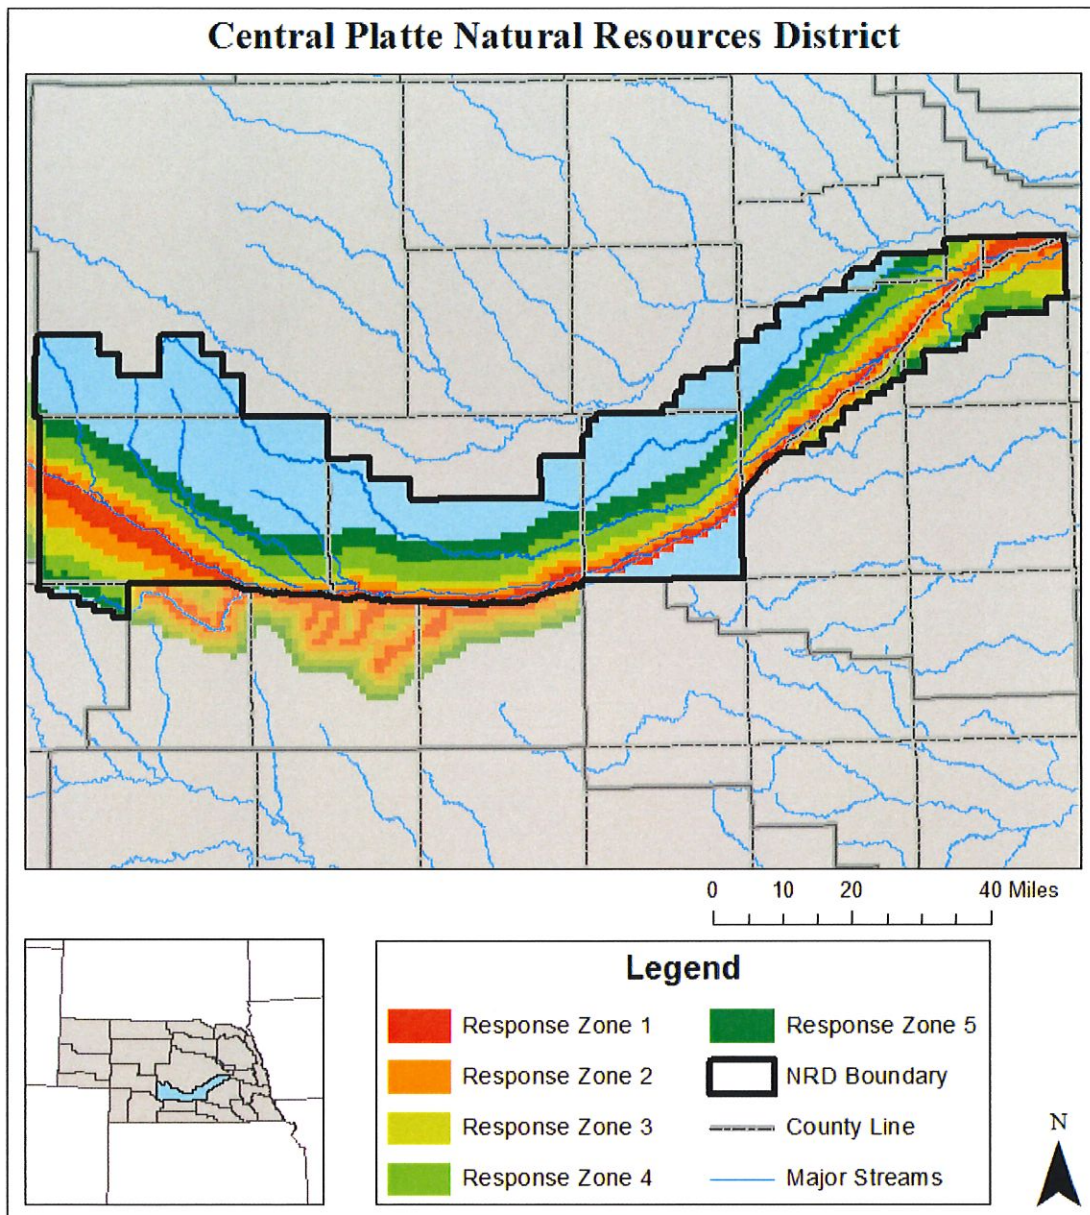 Central Platte Natural Resources District
0 10 20 40 Miles
Legend
Response Zone 1
Response Zone 2
Response Zone 3
Response Zone 4
Response Zone 5
NRD Boundary
County Line
Major Streams
N